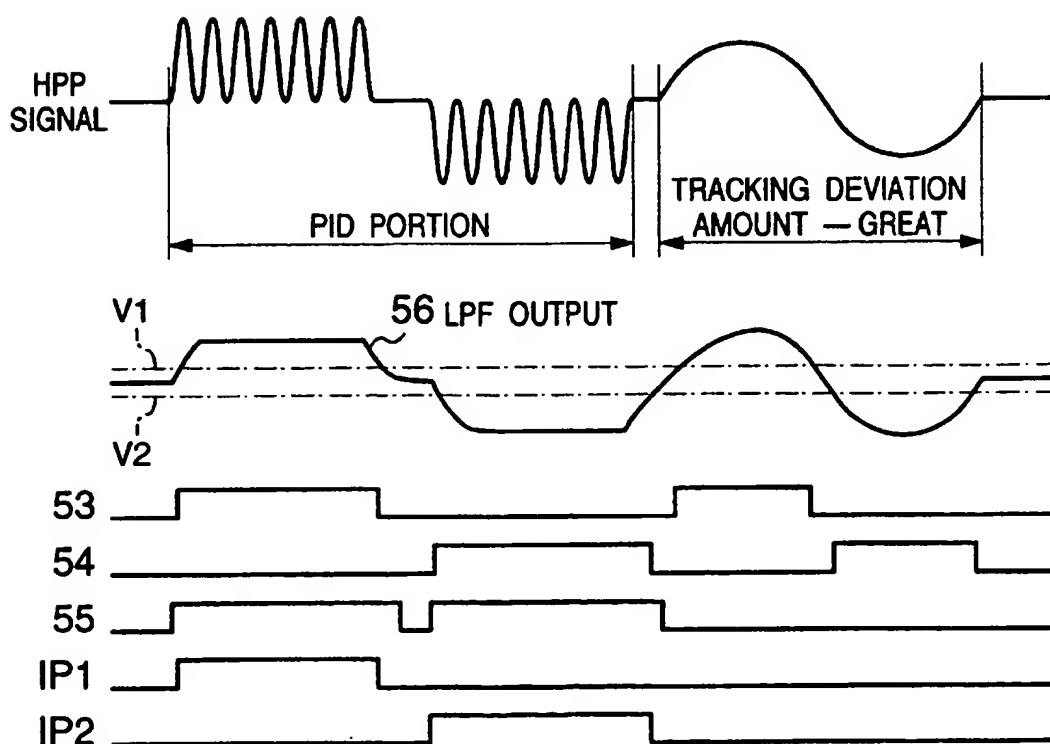 HPP
SIGNAL
PID PORTION
TRACKING DEVIATION
AMOUNT — GREAT
V1
56 LPF OUTPUT
V2
53
54
55
IP1
IP2